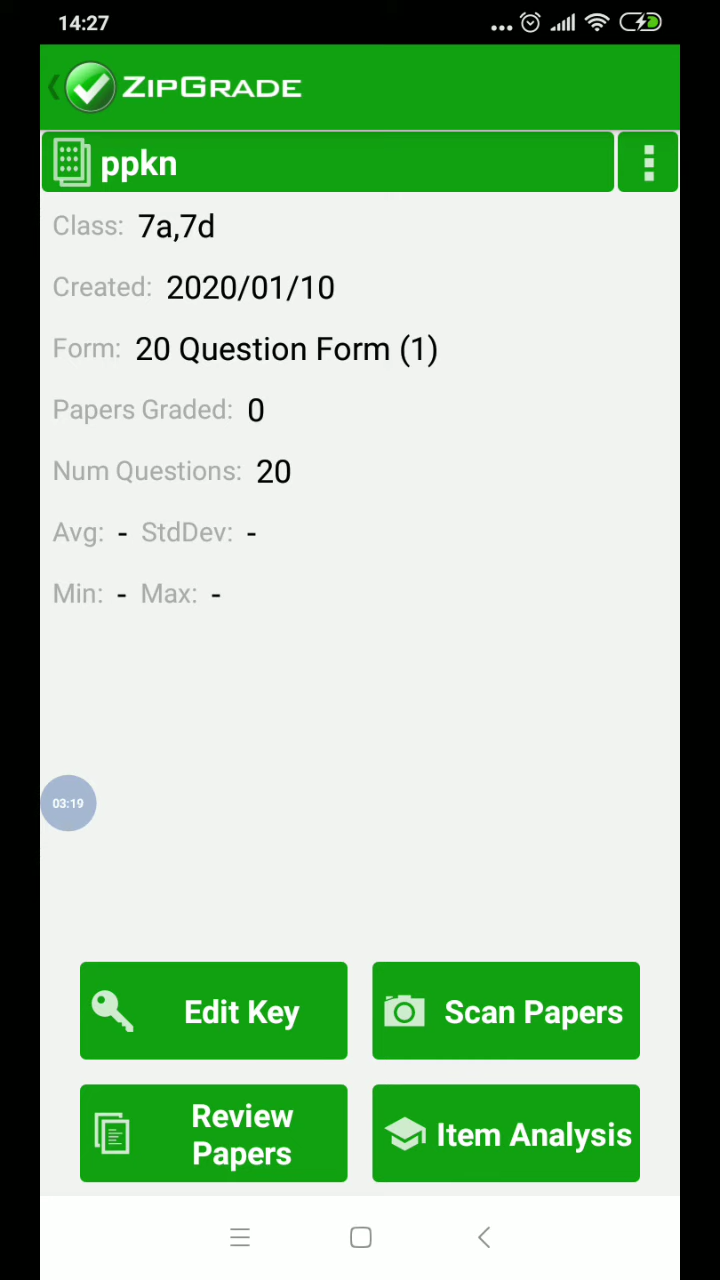 14:27
ZIPGRADE
ppkn
Class: 7a,7d
Created: 2020/01/10
Form: 20 Question Form (1)
Papers Graded: 0
Num Questions: 20
Avg: - StdDev: -
Min: - Max: -
03:19
Edit Key
Scan Papers
Review
Papers
Item Analysis